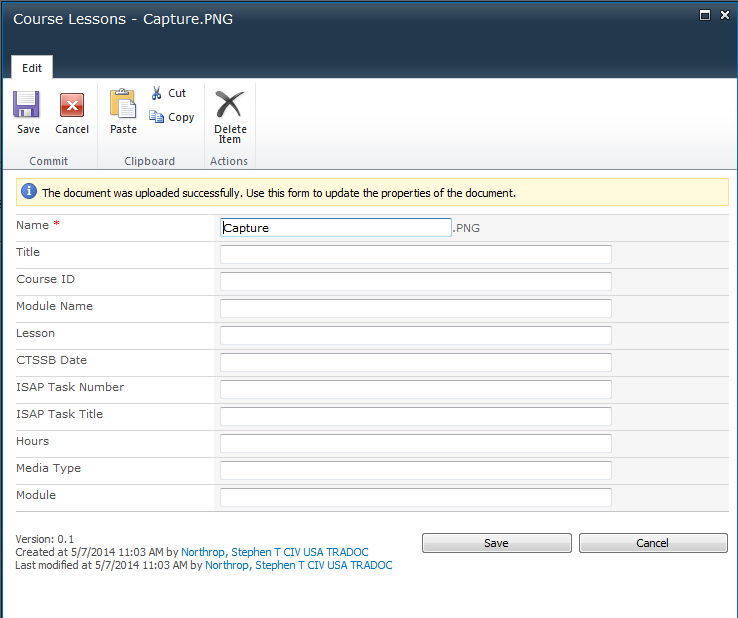 Course Lessons - Capture.PNG
Edit
Save
Cancel
Paste
Cut
Copy
Delete
Item
Commit
Clipboard
Actions
The document was uploaded successfully. Use this form to update the properties of the document.
Name * Capture .PNG
Title
Course ID
Module Name
Lesson
CTSSB Date
ISAP Task Number
ISAP Task Title
Hours
Media Type
Module
Version: 0.1
Created at 5/7/2014 11:03 AM by Northrop, Stephen T CIV USA TRADOC
Last modified at 5/7/2014 11:03 AM by Northrop, Stephen T CIV USA TRADOC
Save
Cancel